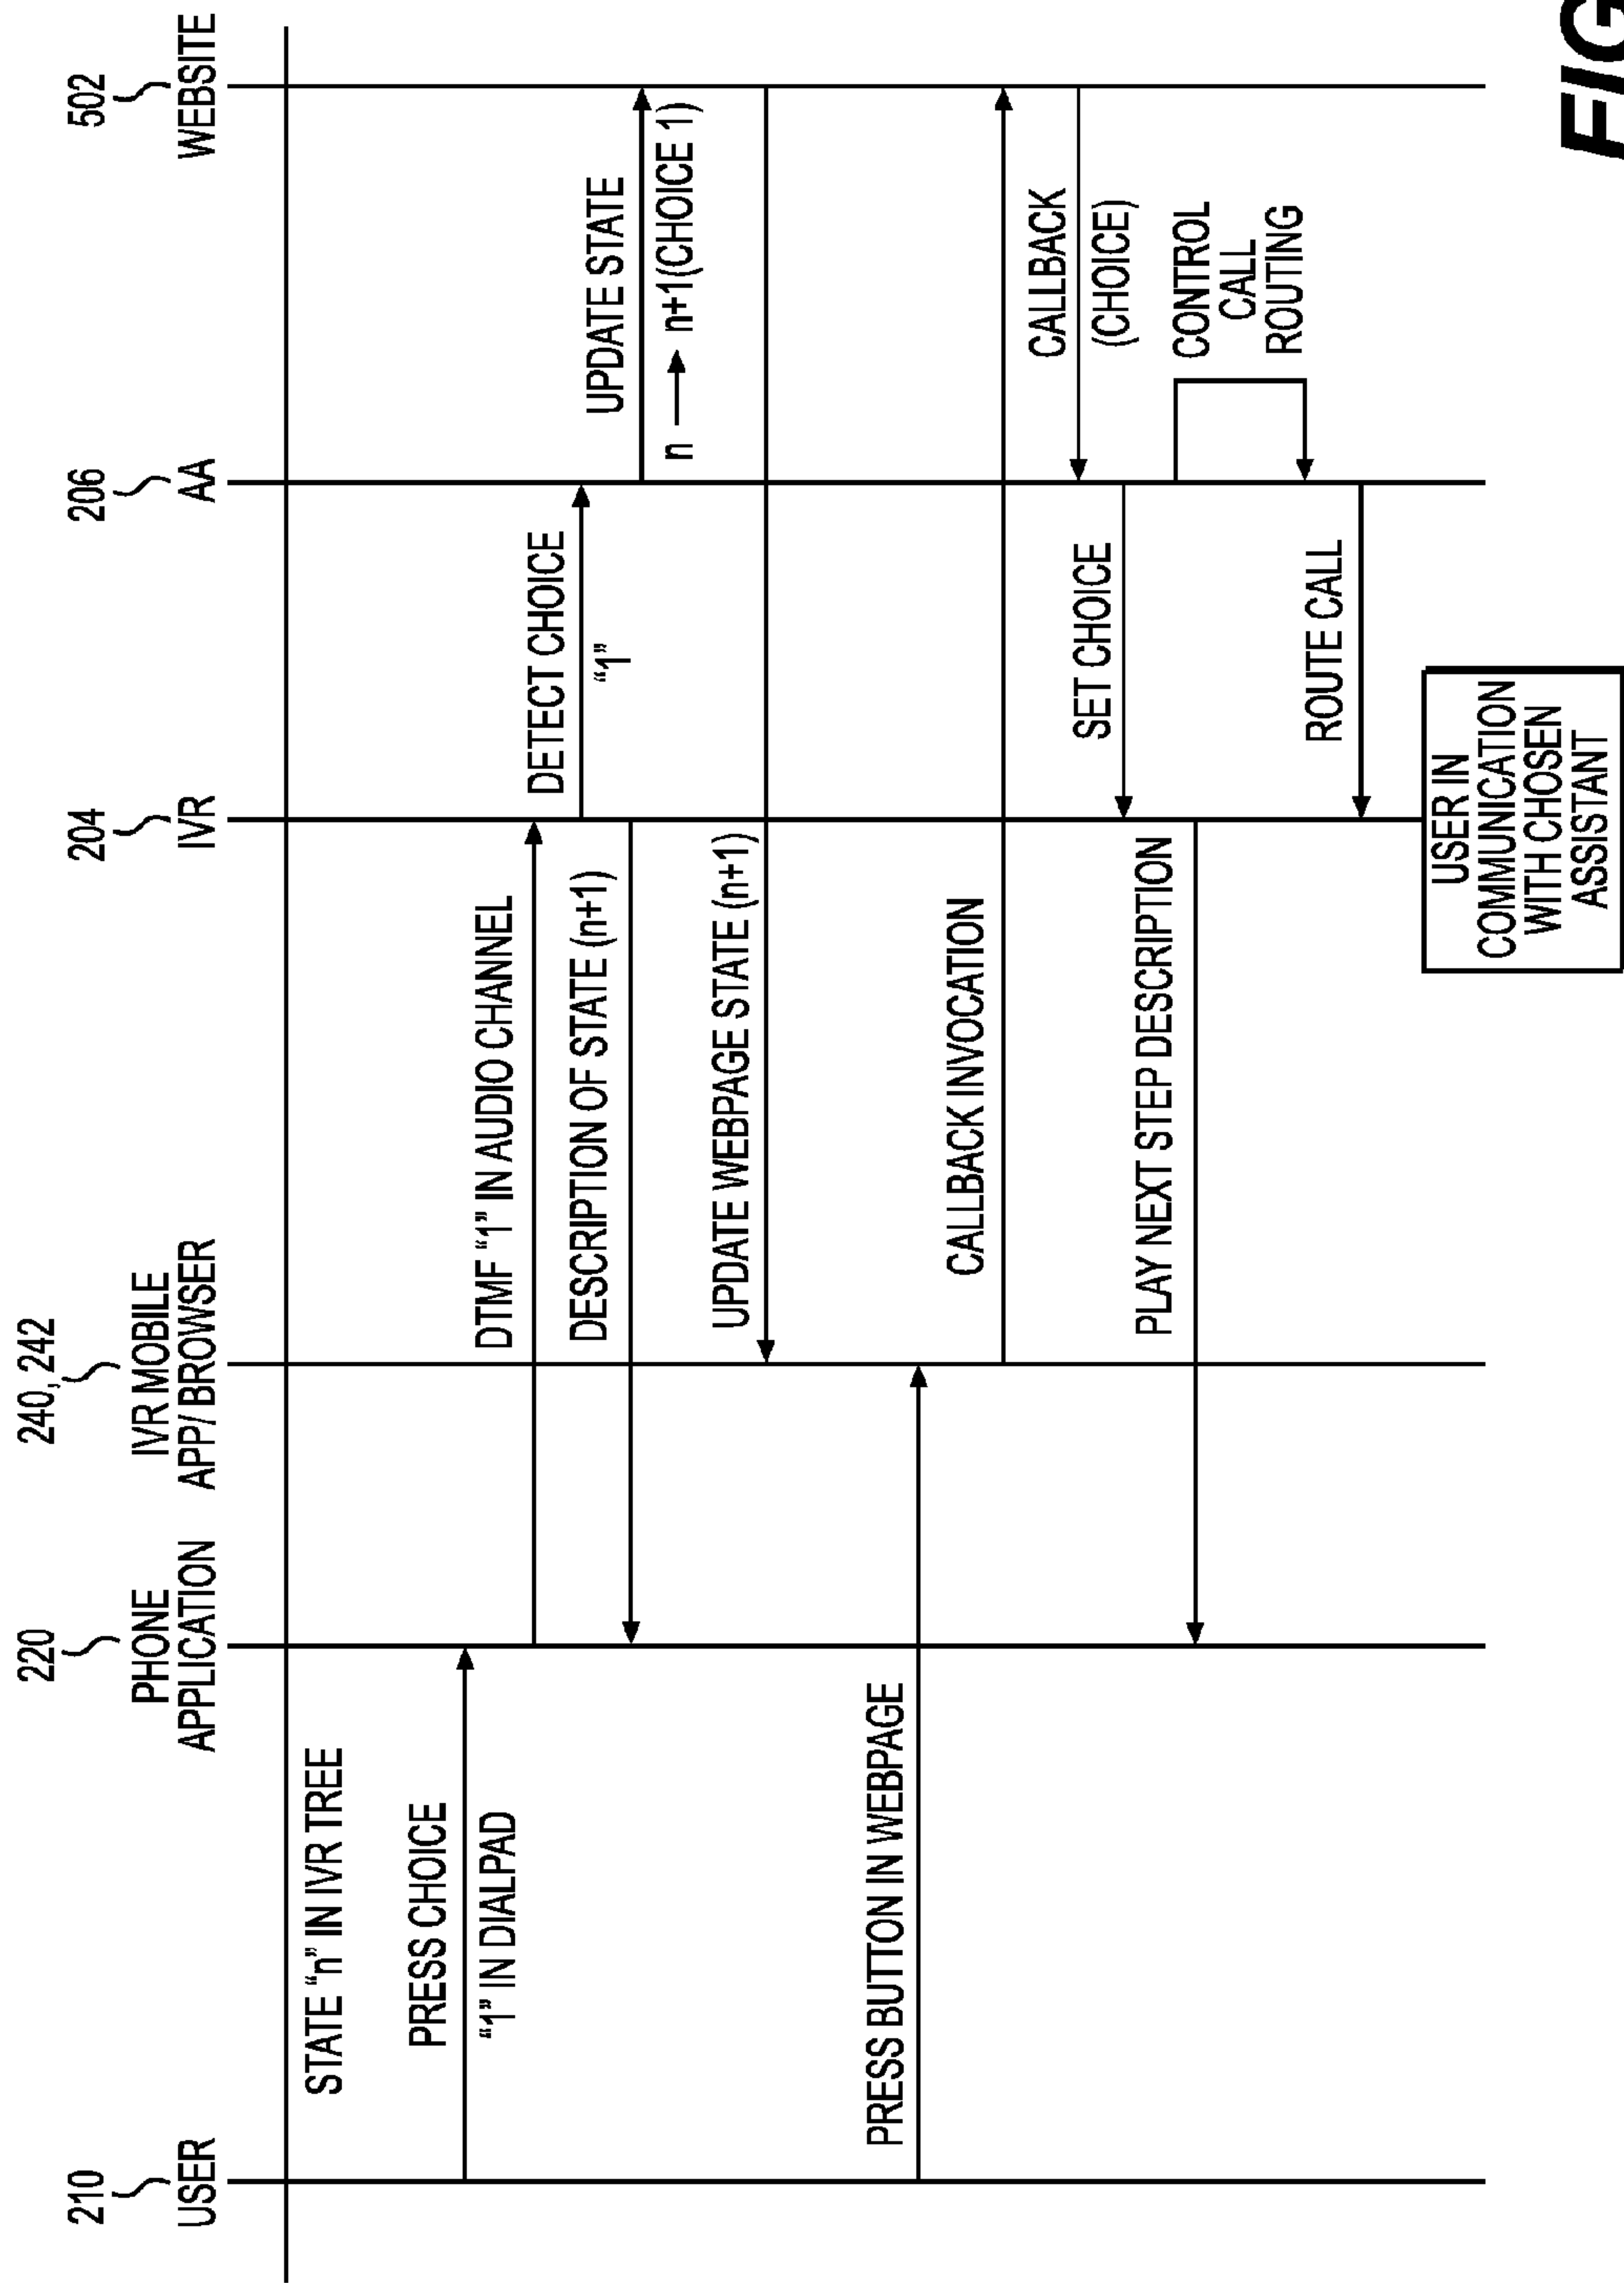 210
USER
220
PHONE
APPLICATION
240, 242
IVR MOBILE
APP/ BROWSER
204
IVR
206
AA
502
WEBSITE
STATE “n” IN IVR TREE
PRESS CHOICE
“1” IN DIALPAD
DTMF “1” IN AUDIO CHANNEL
DETECT CHOICE
“1”
DESCRIPTION OF STATE (n+1)
UPDATE STATE
n → n+1(CHOICE 1)
UPDATE WEBPAGE STATE (n+1)
PRESS BUTTON IN WEBPAGE
CALLBACK INVOCATION
CALLBACK
(CHOICE)
SET CHOICE
PLAY NEXT STEP DESCRIPTION
CONTROL
CALL
ROUTING
ROUTE CALL
USER IN
COMMUNICATION
WITH CHOSEN
ASSISTANT
FIG